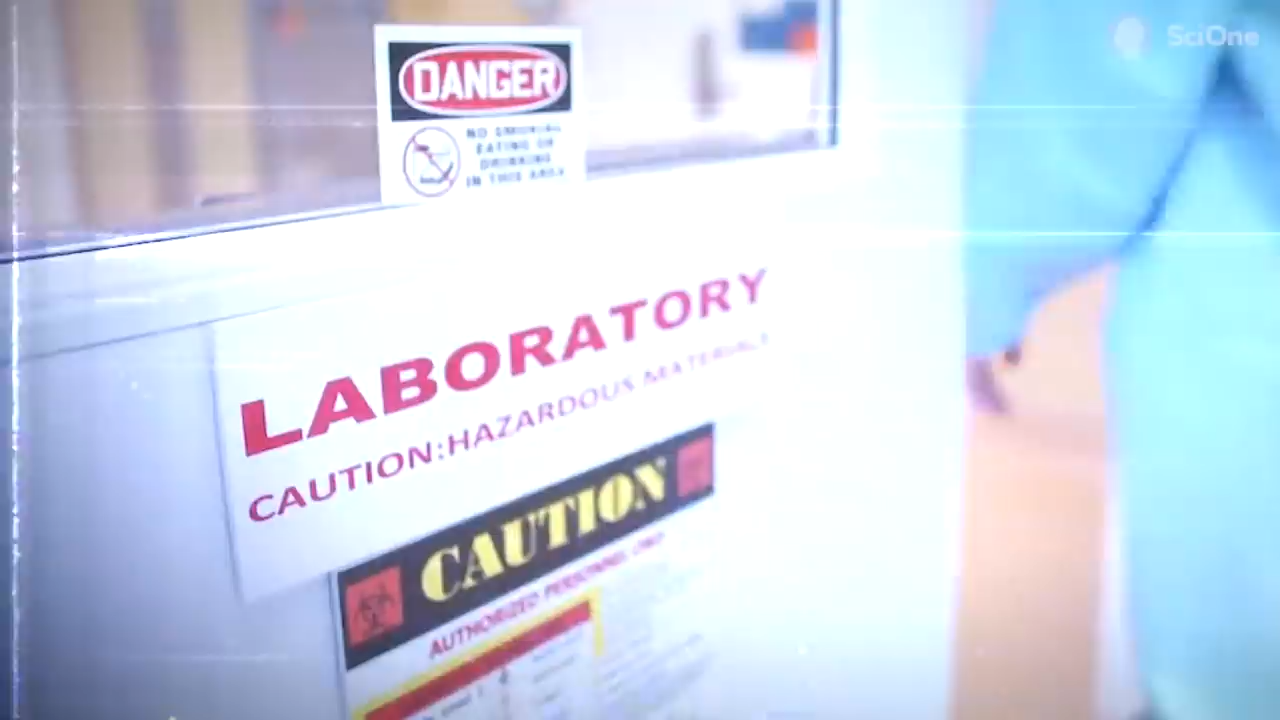 SciOne
DANGER
NO SMOKING
EATING OR
DRINKING
IN THIS AREA
LABORATORY
CAUTION:HAZARDOUS MATERIALS
CAUTION
AUTHORIZED PERSONNEL ONLY